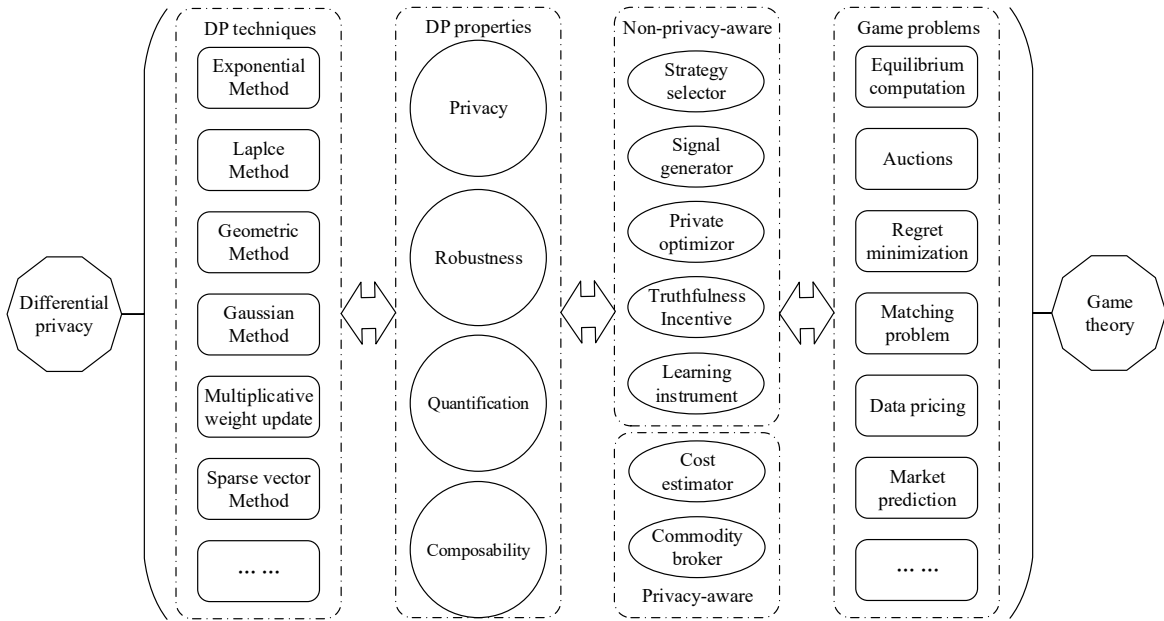 Differential
privacy
DP techniques
Exponential
Method
Laplce
Method
Geometric
Method
Gaussian
Method
Multiplicative
weight update
Sparse vector
Method
... ...
DP properties
Privacy
Robustness
Quantification
Composability
Non-privacy-aware
Strategy
selector
Signal
generator
Private
optimizor
Truthfulness
Incentive
Learning
instrument
Cost
estimator
Commodity
broker
Privacy-aware
Game problems
Equilibrium
computation
Auctions
Regret
minimization
Matching
problem
Data pricing
Market
prediction
... ...
Game
theory